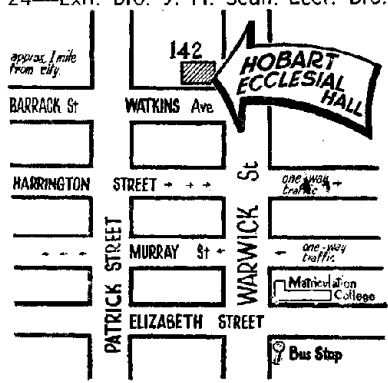 142
HOBART
ECCLESIAL
HALL
approx. 1 mile
from city.
BARRACK St
WATKINS Ave
HARRINGTON STREET
one-way
traffic
PATRICK STREET
WARWICK St
MURRAY St
one-way
traffic
Matriculation
College
ELIZABETH STREET
Bus Stop